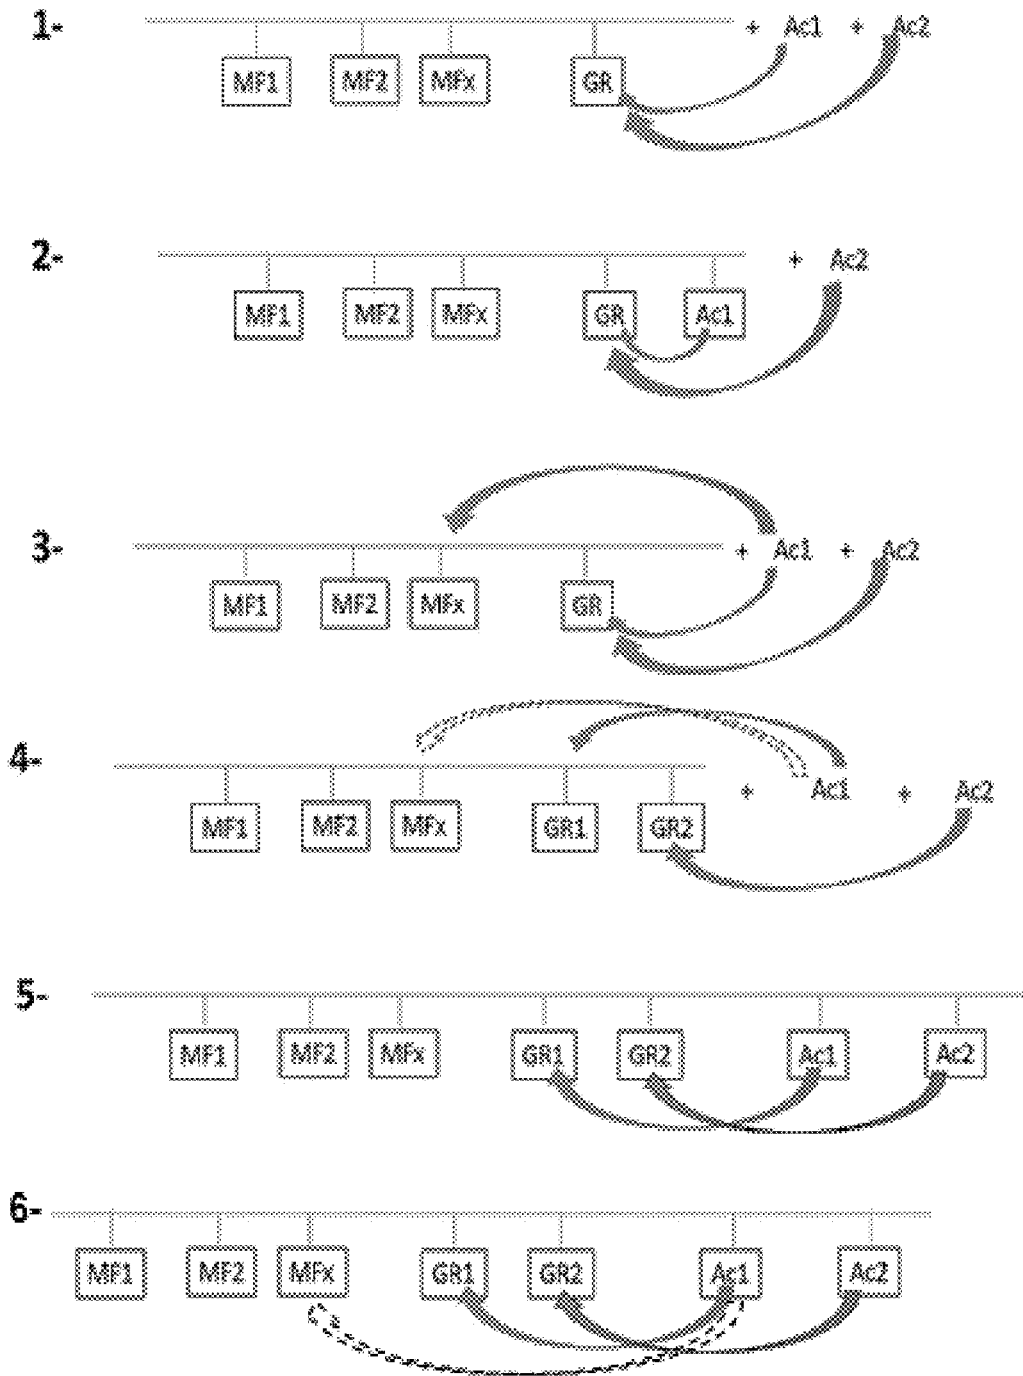 1- + Ac1 + Ac2
MF1 MF2 MFx GR
2- + Ac2
MF1 MF2 MFx GR Ac1
3- + Ac1 + Ac2
MF1 MF2 MFx GR
4- + Ac1 + Ac2
MF1 MF2 MFx GR1 GR2
5-
MF1 MF2 MFx GR1 GR2 Ac1 Ac2
6-
MF1 MF2 MFx GR1 GR2 Ac1 Ac2